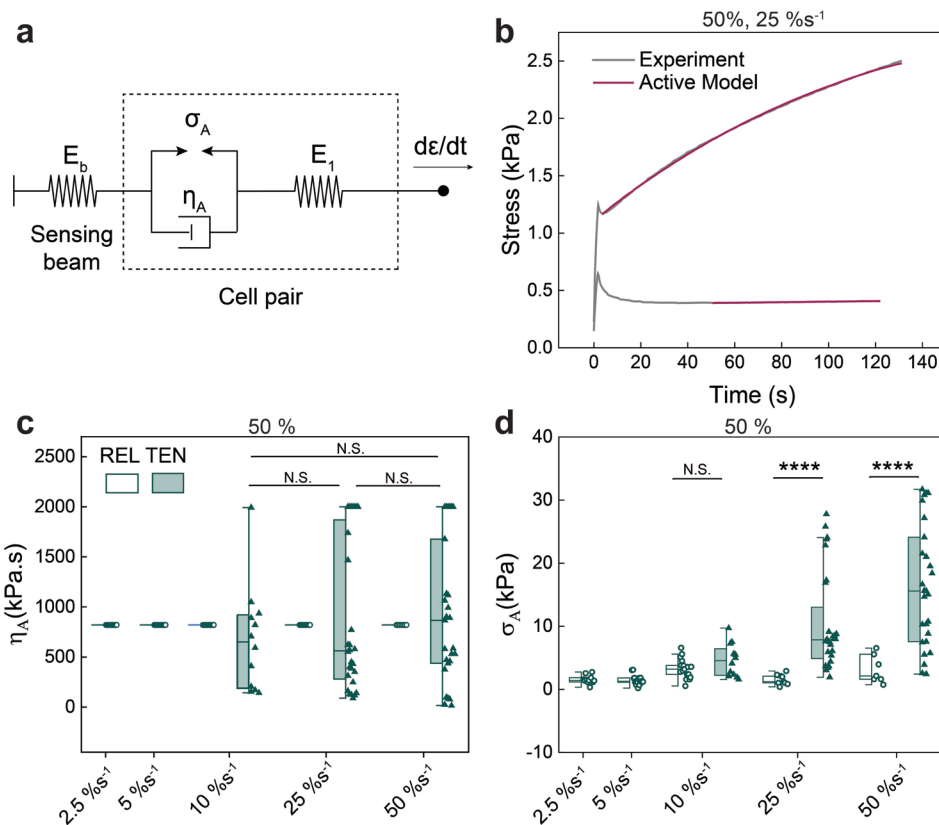 a
σA
Eb
ηA
E1
dε/dt
Sensing
beam
Cell pair
b
50%, 25 %s-1
Experiment
Active Model
Stress (kPa)
2.5
2.0
1.5
1.0
0.5
0.0
0 20 40 60 80 100 120 140
Time (s)
c
50 %
REL TEN
N.S.
N.S.
N.S.
ηA(kPa.s)
2500
2000
1500
1000
500
0
2.5 %s-1
5 %s-1
10 %s-1
25 %s-1
50 %s-1
d
50 %
N.S.
****
****
σA(kPa)
40
30
20
10
0
-10
2.5 %s-1
5 %s-1
10 %s-1
25 %s-1
50 %s-1